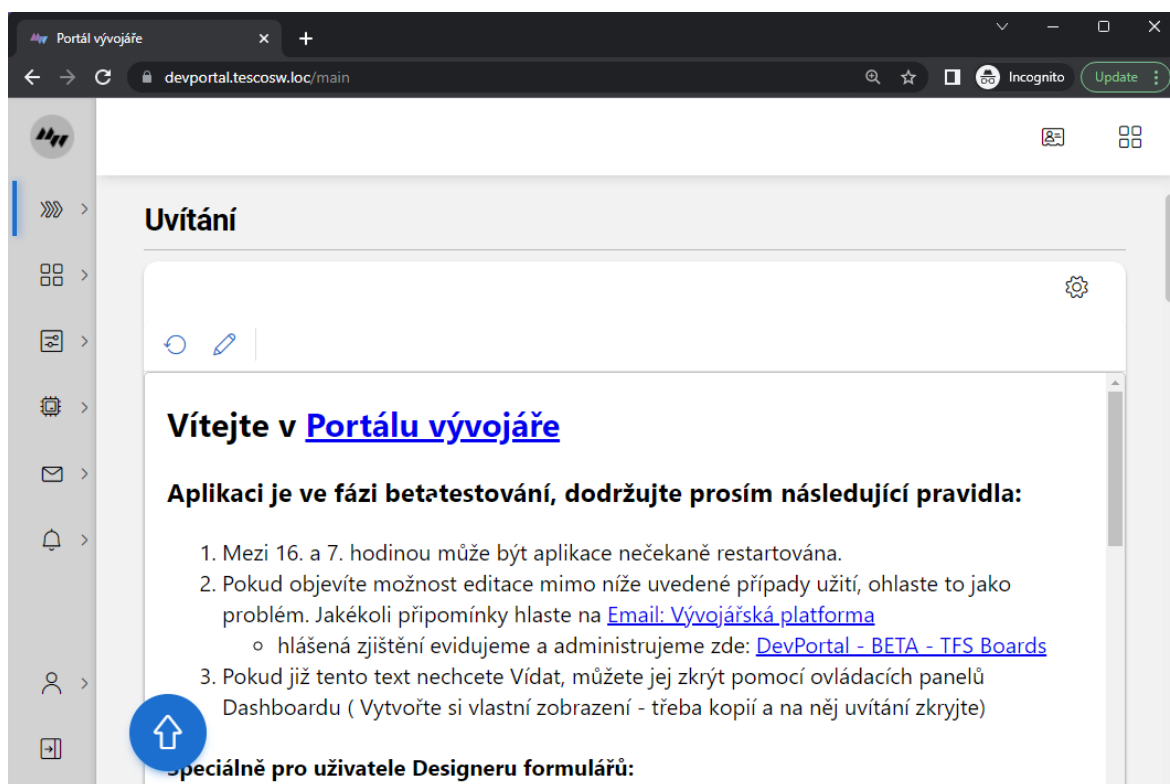 Portál vývojáře
devportal.tescosw.loc/main
Incognito
Update
Uvítání
Vítejte v Portálu vývojáře
Aplikaci je ve fázi betatestování, dodržujte prosím následující pravidla:
1. Mezi 16. a 7. hodinou může být aplikace nečekaně restartována.
2. Pokud objevíte možnost editace mimo níže uvedené případy užití, ohlaste to jako
problém. Jakékoli připomínky hlaste na Email: Vývojářská platforma
hlášená zjištění evidujeme a administrujeme zde: DevPortal - BETA - TFS Boards
3. Pokud již tento text nechcete Vídat, můžete jej zkrýt pomocí ovládacích panelů
Dashboardu ( Vytvořte si vlastní zobrazení - třeba kopií a na něj uvítání zkryjte)
Speciálně pro uživatele Designeru formulářů: